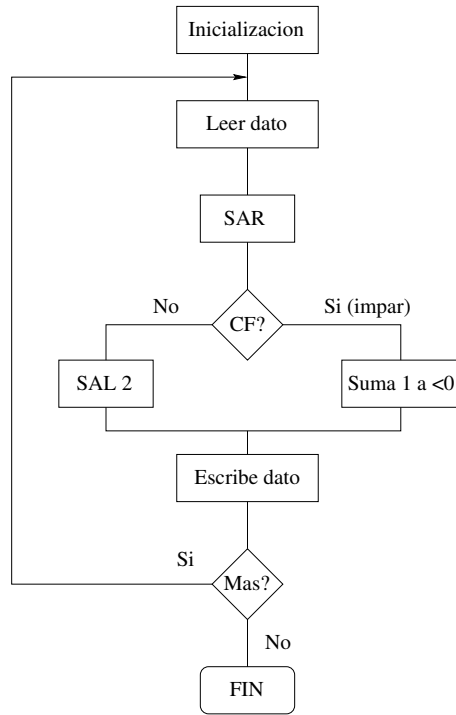 Inicializacion
Leer dato
SAR
No
Si (impar)
CF?
SAL 2
Suma 1 a <0
Escribe dato
Si
Mas?
No
FIN